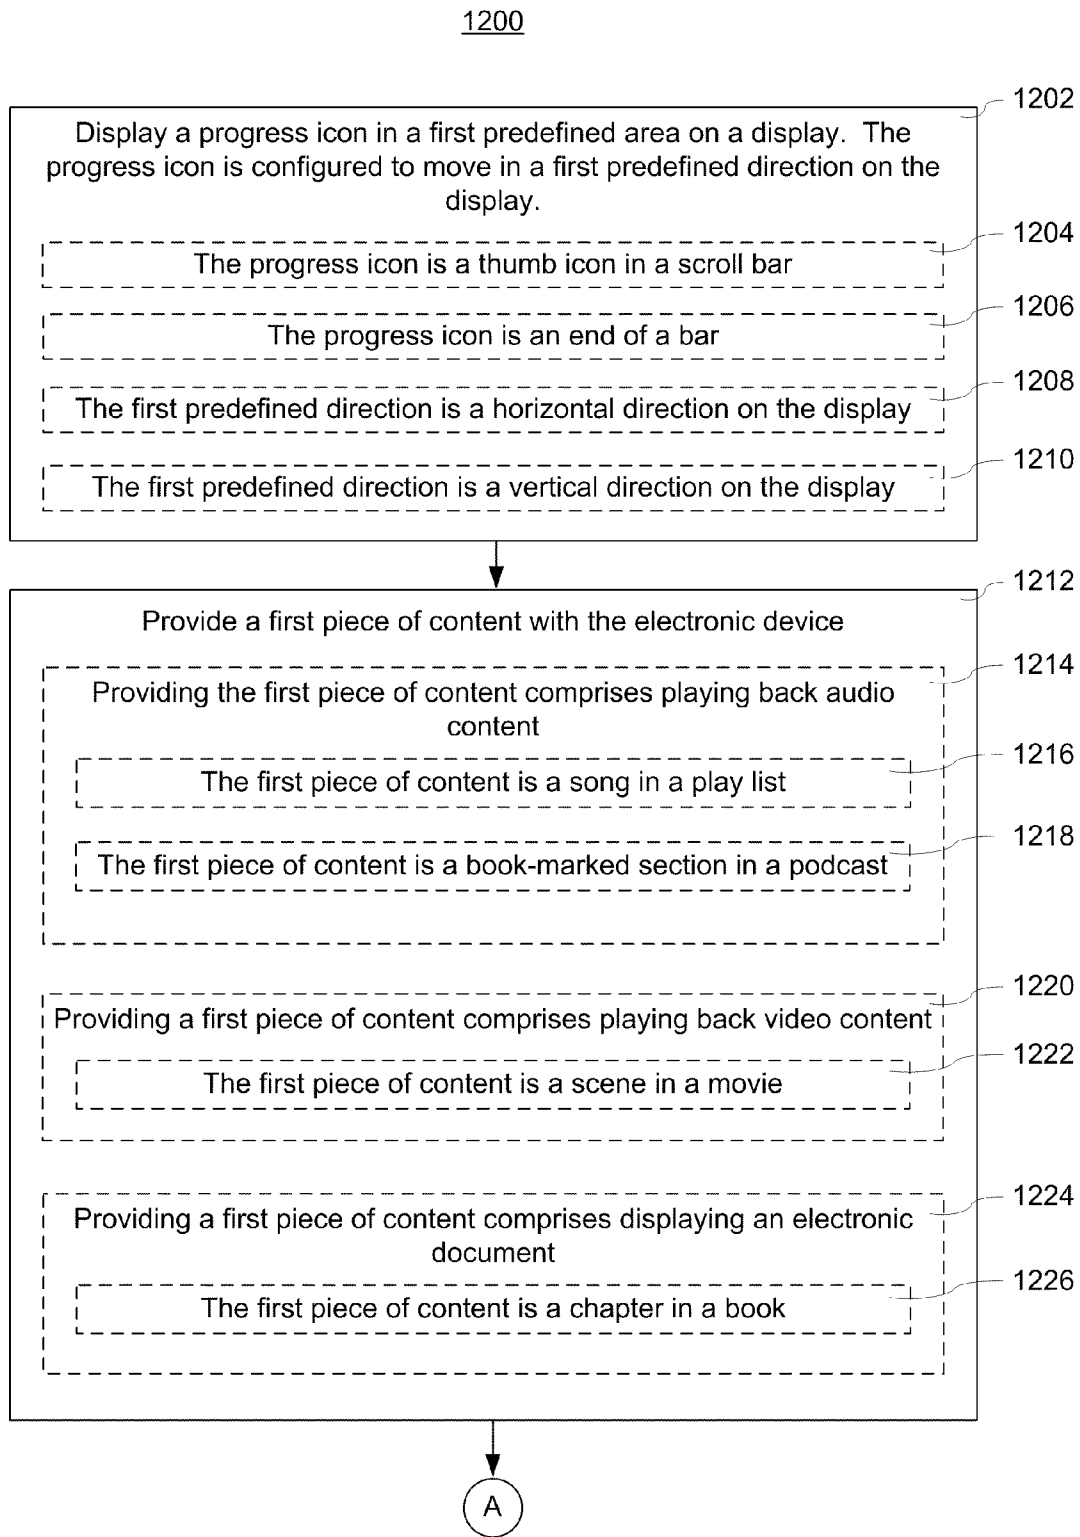 1200
1202
Display a progress icon in a first predefined area on a display. The
progress icon is configured to move in a first predefined direction on the
display.
1204
The progress icon is a thumb icon in a scroll bar
1206
The progress icon is an end of a bar
1208
The first predefined direction is a horizontal direction on the display
1210
The first predefined direction is a vertical direction on the display
1212
Provide a first piece of content with the electronic device
1214
Providing the first piece of content comprises playing back audio
content
1216
The first piece of content is a song in a play list
1218
The first piece of content is a book-marked section in a podcast
1220
Providing a first piece of content comprises playing back video content
1222
The first piece of content is a scene in a movie
1224
Providing a first piece of content comprises displaying an electronic
document
1226
The first piece of content is a chapter in a book
A